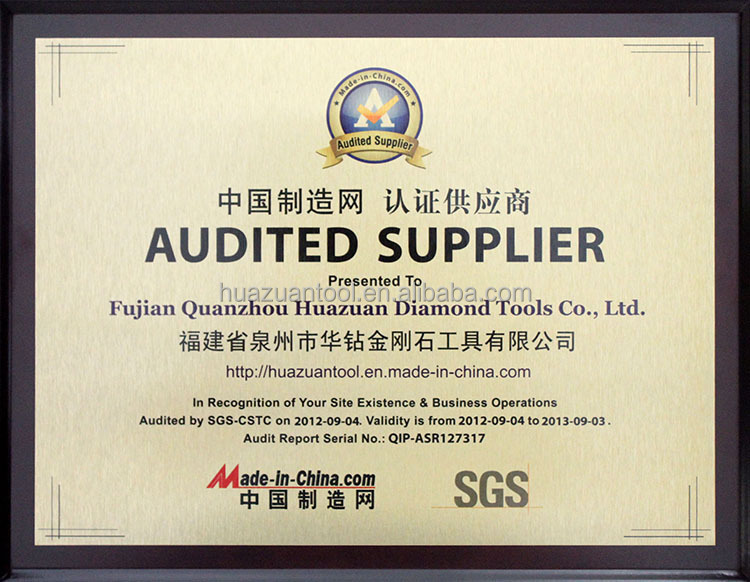 Made-in-China.com
A
Audited Supplier
中国制造网 认证供应商
AUDITED SUPPLIER
Presented To
huazuantool.en.alibaba.com
Fujian Quanzhou Huazuan Diamond Tools Co., Ltd.
福建省泉州市华钻金刚石工具有限公司
http://huazuantool.en.made-in-china.com
In Recognition of Your Site Existence & Business Operations
Audited by SGS-CSTC on 2012-09-04. Validity is from 2012-09-04 to 2013-09-03.
Audit Report Serial No.: QIP-ASR127317
Made-in-China.com
中国制造网
SGS